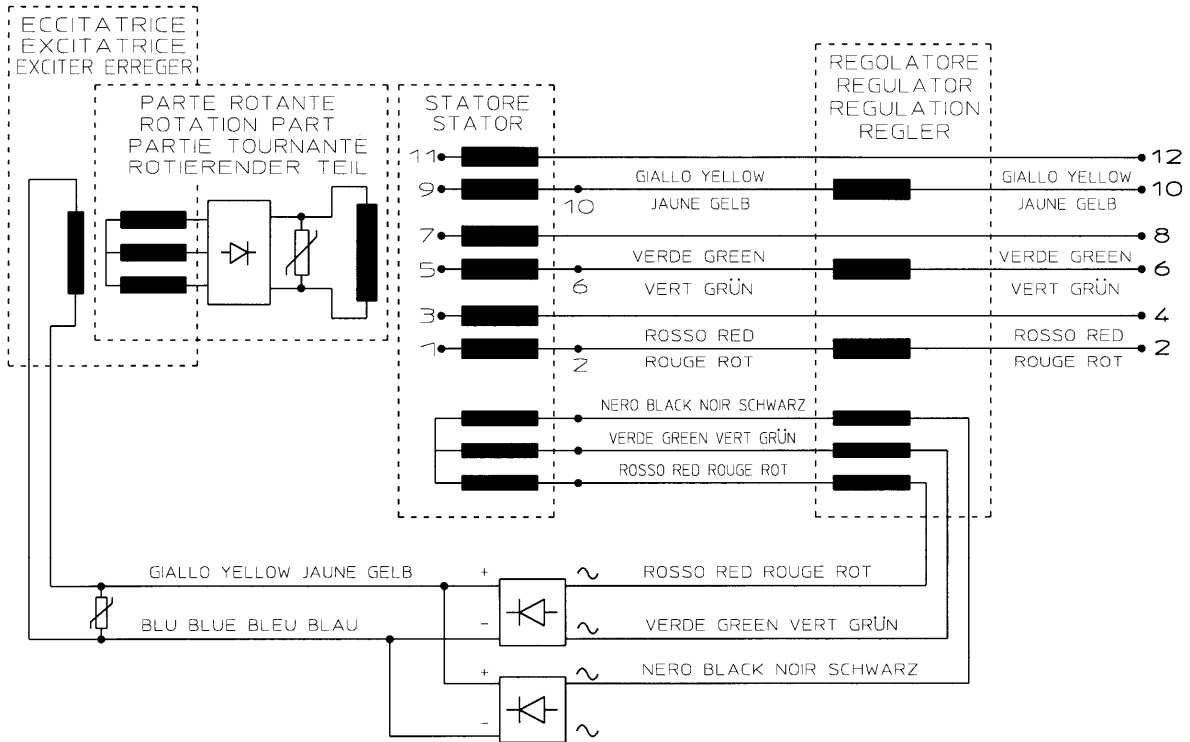 ECCITATRICE
EXCITATRICE
EXCITER ERREGER
PARTE ROTANTE
ROTATION PART
PARTIE TOURNANTE
ROTIERENDER TEIL
STATORE
STATOR
REGOLATORE
REGULATOR
REGULATION
REGLER
11
12
9
10
GIALLO YELLOW
JAUNE GELB
GIALLO YELLOW
JAUNE GELB
10
7
8
5
6
VERDE GREEN
VERT GRÜN
VERDE GREEN
VERT GRÜN
6
3
4
1
2
ROSSO RED
ROUGE ROT
ROSSO RED
ROUGE ROT
2
NERO BLACK NOIR SCHWARZ
VERDE GREEN VERT GRÜN
ROSSO RED ROUGE ROT
GIALLO YELLOW JAUNE GELB
+
∿
ROSSO RED ROUGE ROT
BLU BLUE BLEU BLAU
-
∿
VERDE GREEN VERT GRÜN
+
∿
NERO BLACK NOIR SCHWARZ
-
∿